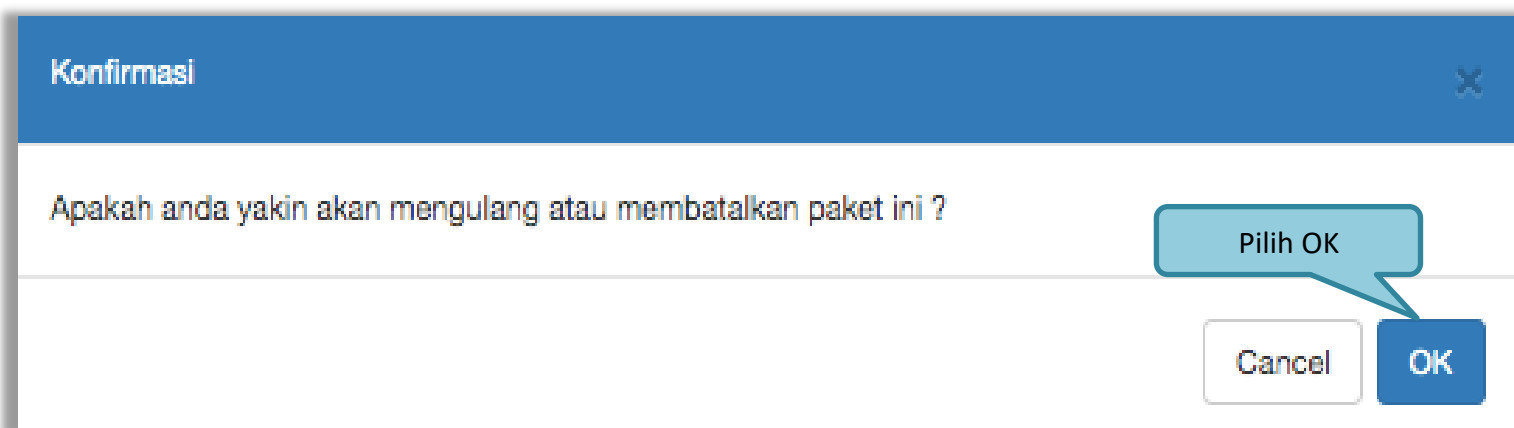 Konfirmasi
Apakah anda yakin akan mengulang atau membatalkan paket ini ?
Pilih OK
Cancel
OK